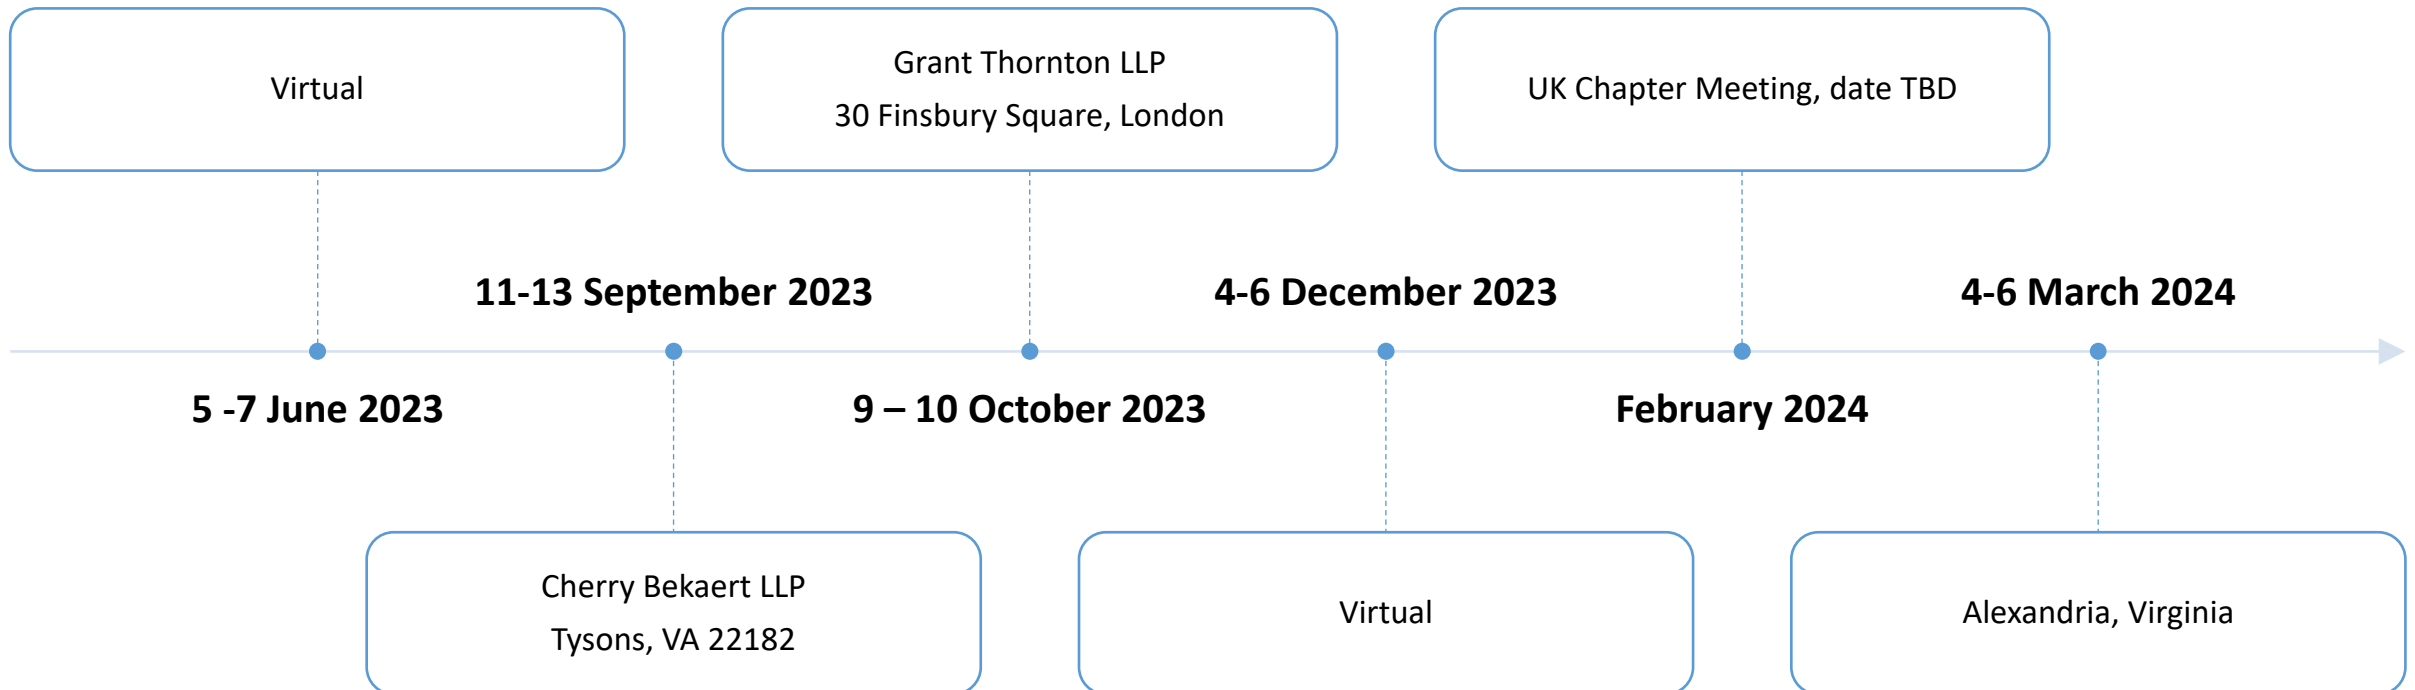 Virtual
Grant Thornton LLP
30 Finsbury Square, London
UK Chapter Meeting, date TBD
11-13 September 2023
4-6 December 2023
4-6 March 2024
5 -7 June 2023
9 – 10 October 2023
February 2024
Cherry Bekaert LLP
Tysons, VA 22182
Virtual
Alexandria, Virginia